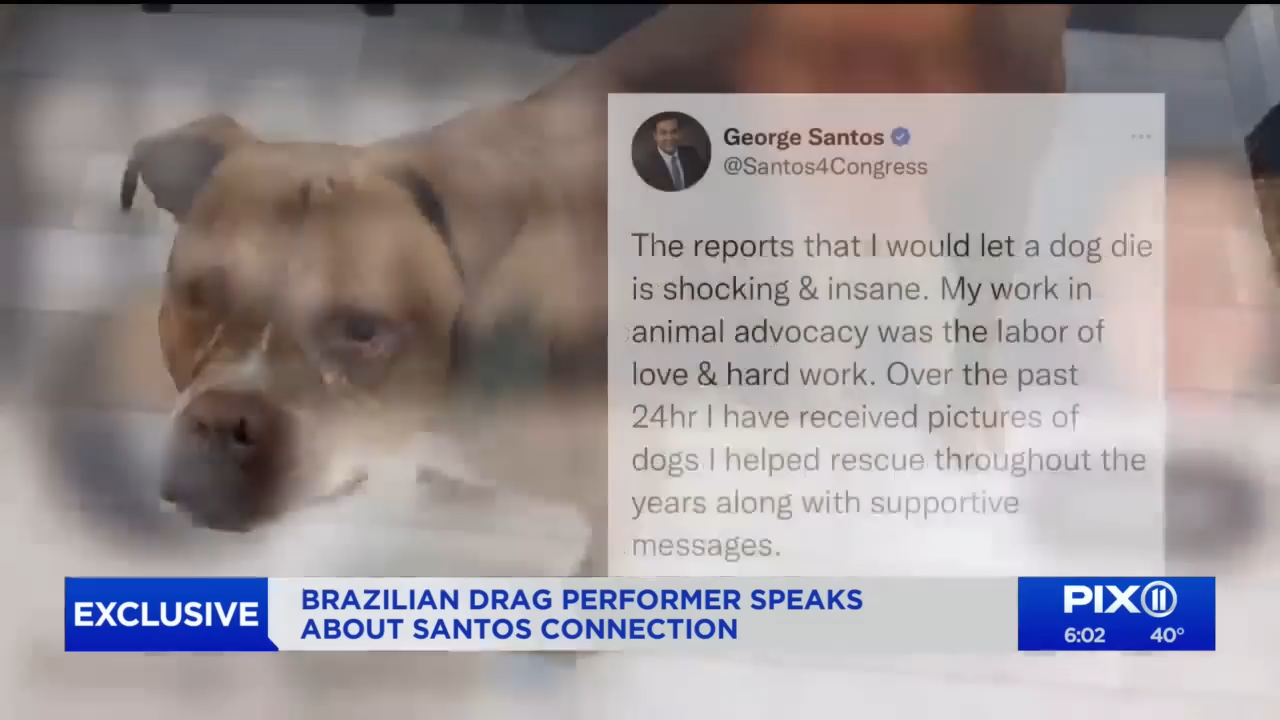 George Santos
@Santos4Congress
The reports that I would let a dog die
is shocking & insane. My work in
animal advocacy was the labor of
love & hard work. Over the past
24hr I have received pictures of
dogs I helped rescue throughout the
years along with supportive
messages.
EXCLUSIVE
BRAZILIAN DRAG PERFORMER SPEAKS
ABOUT SANTOS CONNECTION
PIX11
6:02 40°